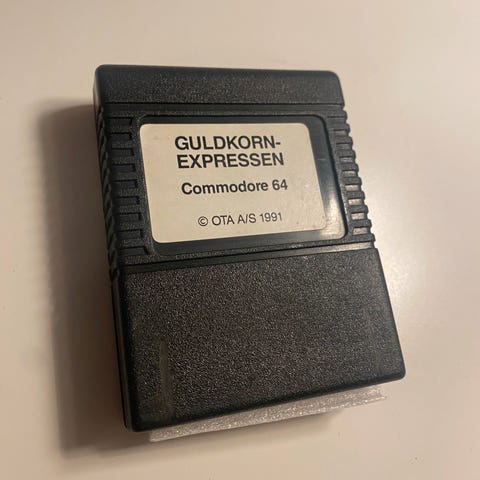 GULDKORN-
EXPRESSEN
Commodore 64
© OTA A/S 1991